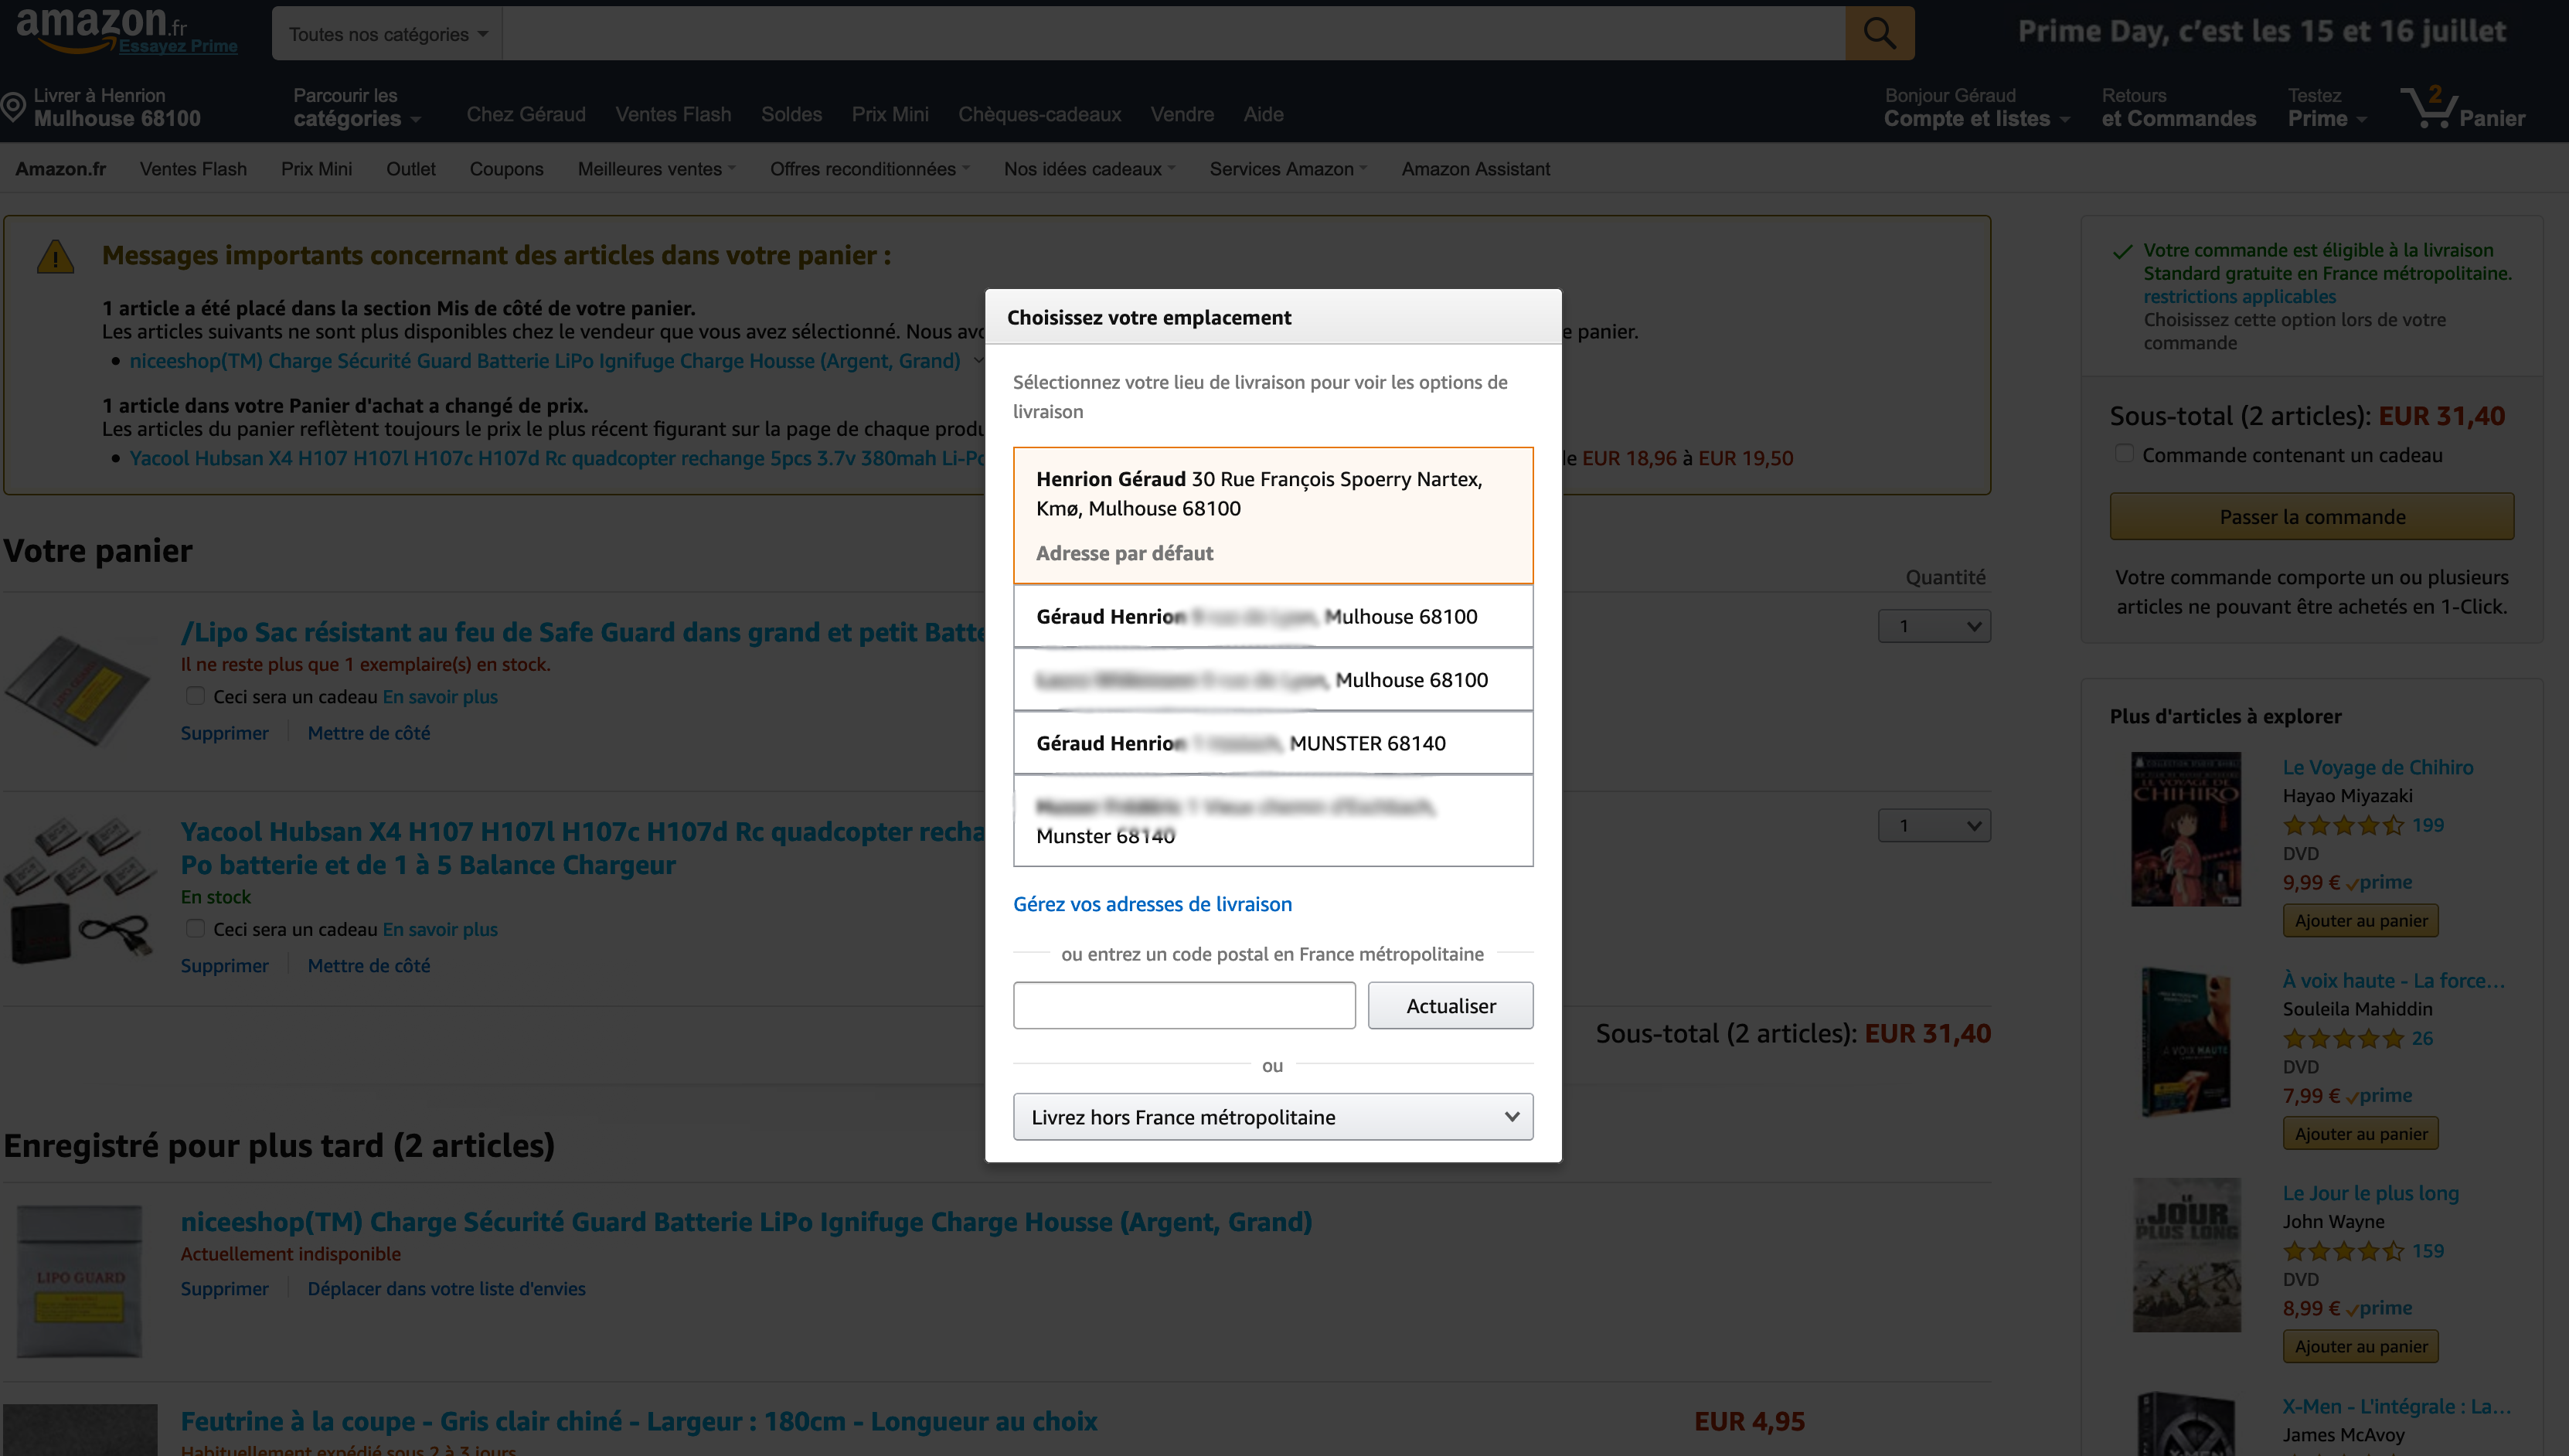 amazon.fr
Essayez Prime
Toutes nos catégories
Prime Day, c'est les 15 et 16 juillet
Livrer à Henrion
Mulhouse 68100
Parcourir les
catégories
Chez Géraud
Ventes Flash
Soldes
Prix Mini
Chèques-cadeaux
Vendre
Aide
Bonjour Géraud
Compte et listes
Retours
et Commandes
Testez
Prime
2
Panier
Amazon.fr
Ventes Flash
Prix Mini
Outlet
Coupons
Meilleures ventes
Offres reconditionnées
Nos idées cadeaux
Services Amazon
Amazon Assistant
Messages importants concernant des articles dans votre panier :
1 article a été placé dans la section Mis de côté de votre panier.
Les articles suivants ne sont plus disponibles chez le vendeur que vous avez sélectionné. Nous e panier.
niceeshop(TM) Charge Sécurité Guard Batterie LiPo Ignifuge Charge Housse (Argent, Grand)
1 article dans votre Panier d'achat a changé de prix.
Les articles du panier reflètent toujours le prix le plus récent figurant sur la page de chaque
Yacool Hubsan X4 H107 H107l H107c H107d Rc quadcopter rechange 5pcs 3.7v 380mah EUR 18,96 à EUR 19,50
Choisissez votre emplacement
Sélectionnez votre lieu de livraison pour voir les options de
livraison
Henrion Géraud 30 Rue François Spoerry Nartex,
Kmø, Mulhouse 68100
Adresse par défaut
Géraud Henrion Mulhouse 68100
Mulhouse 68100
Géraud Henrion MUNSTER 68140
Munster 68140
Gérez vos adresses de livraison
ou entrez un code postal en France métropolitaine
Actualiser
ou
Livrez hors France métropolitaine
Votre panier
Quantité
/Lipo Sac résistant au feu de Safe Guard dans grand et petit
Il ne reste plus que 1 exemplaire(s) en stock.
Ceci sera un cadeau En savoir plus
Supprimer
Mettre de côté
1
Yacool Hubsan X4 H107 H107l H107c H107d Rc quadcopter
Po batterie et de 1 à 5 Balance Chargeur
En stock
Ceci sera un cadeau En savoir plus
Supprimer
Mettre de côté
1
Sous-total (2 articles): EUR 31,40
Enregistré pour plus tard (2 articles)
LIPO GUARD
niceeshop(TM) Charge Sécurité Guard Batterie LiPo Ignifuge Charge Housse (Argent, Grand)
Actuellement indisponible
Supprimer
Déplacer dans votre liste d'envies
Feutrine à la coupe - Gris clair chiné - Largeur : 180cm - Longueur au choix
EUR 4,95
Habituellement expédié sous 2 à 3 jours
Votre commande est éligible à la livraison
Standard gratuite en France métropolitaine.
restrictions applicables
Choisissez cette option lors de votre
commande
Sous-total (2 articles): EUR 31,40
Commande contenant un cadeau
Passer la commande
Votre commande comporte un ou plusieurs
articles ne pouvant être achetés en 1-Click.
Plus d'articles à explorer
LE VOYAGE DE
CHIHIRO
Le Voyage de Chihiro
Hayao Miyazaki
199
DVD
9,99 € prime
Ajouter au panier
À VOIX HAUTE
À voix haute - La force...
Souleila Mahiddin
26
DVD
7,99 € prime
Ajouter au panier
LE
JOUR
PLUS LONG
Le Jour le plus long
John Wayne
159
DVD
8,99 € prime
Ajouter au panier
X-MEN
X-Men - L'intégrale : La...
James McAvoy